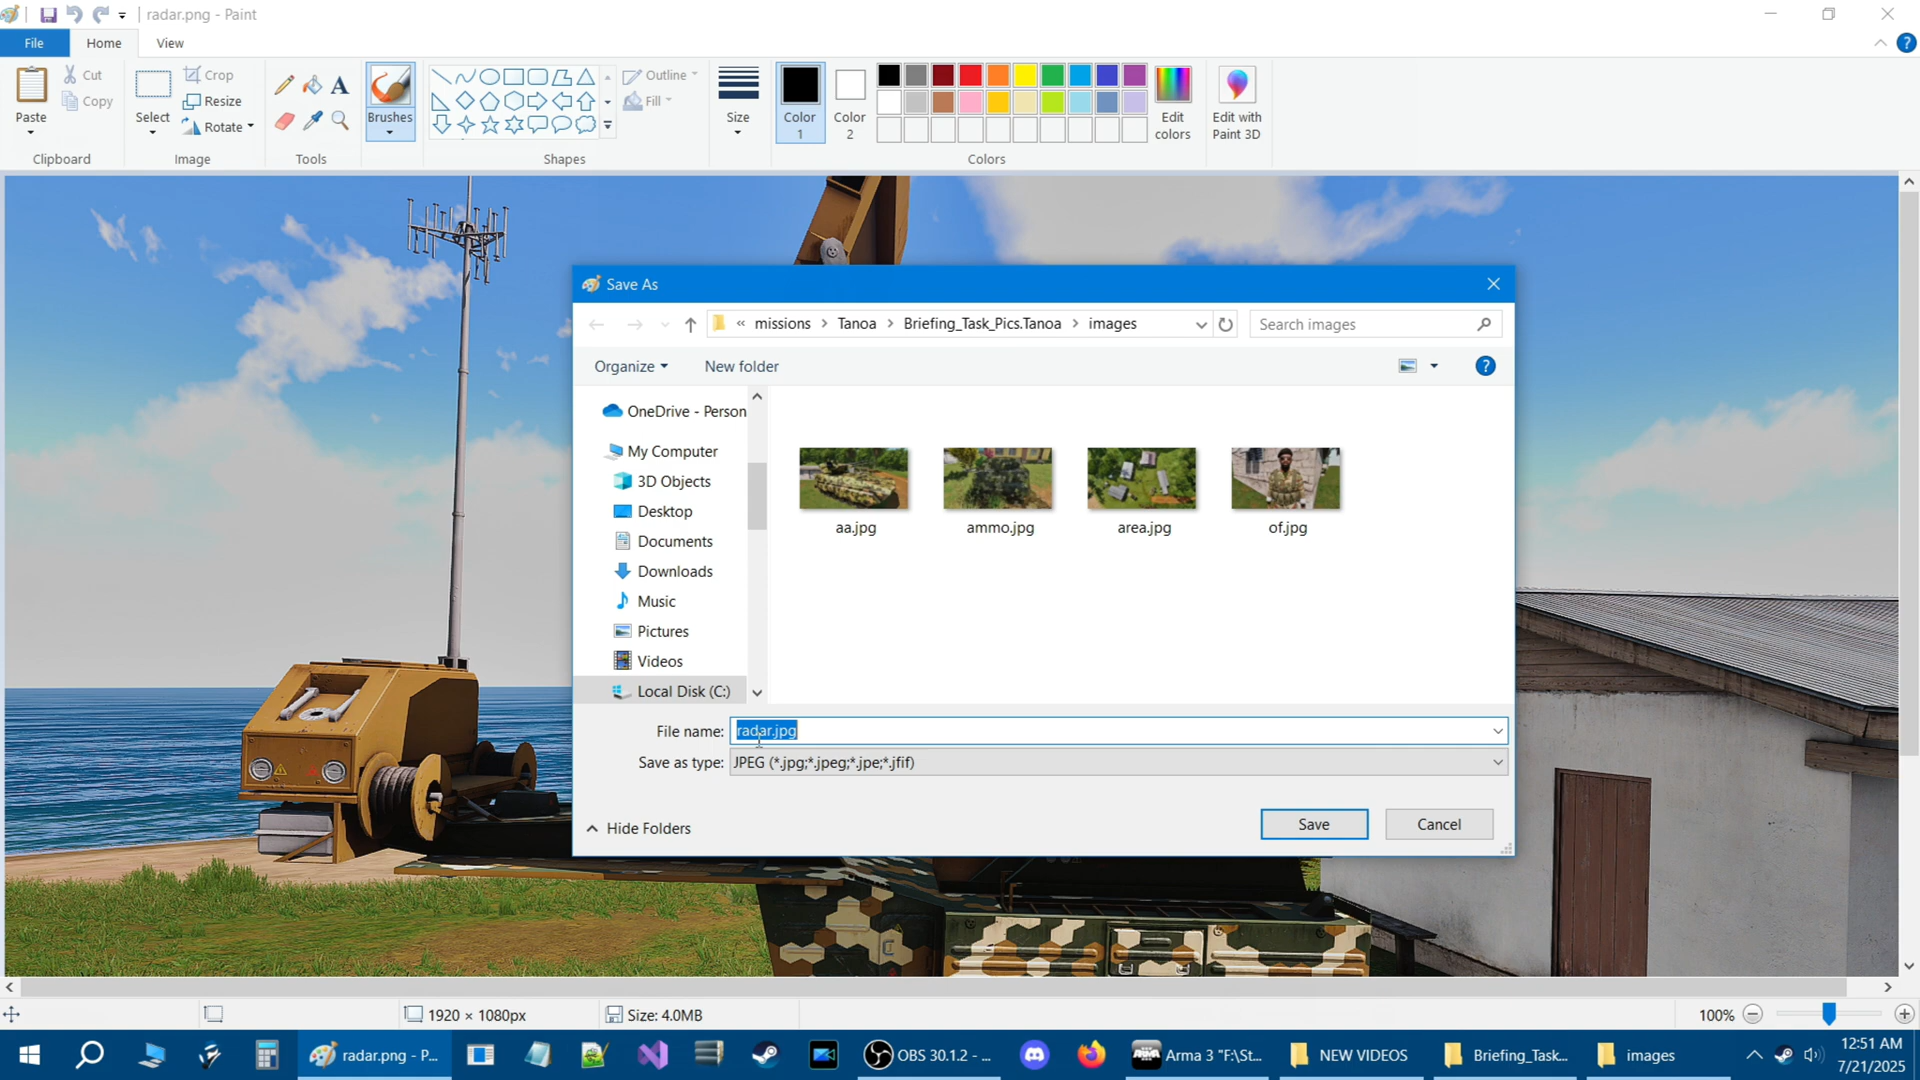 radar.png - Paint
File
Home
View
Paste
Cut
Copy
Clipboard
Select
Crop
Resize
Rotate
Image
Tools
Brushes
Shapes
Outline
Fill
Size
Color
1
Color
2
Colors
Edit
colors
Edit with
Paint 3D
Save As
« missions > Tanoa > Briefing_Task_Pics.Tanoa > images
Search images
Organize
New folder
OneDrive - Person
My Computer
3D Objects
Desktop
Documents
Downloads
Music
Pictures
Videos
Local Disk (C:)
aa.jpg
ammo.jpg
area.jpg
of.jpg
File name: radar.jpg
Save as type: JPEG (*.jpg;*.jpeg;*.jpe;*.jfif)
Hide Folders
Save
Cancel
1920 × 1080px
Size: 4.0MB
100%
radar.png - P...
OBS 30.1.2 - ...
Arma 3 "F:\St...
NEW VIDEOS
Briefing_Task...
images
12:51 AM
7/21/2025